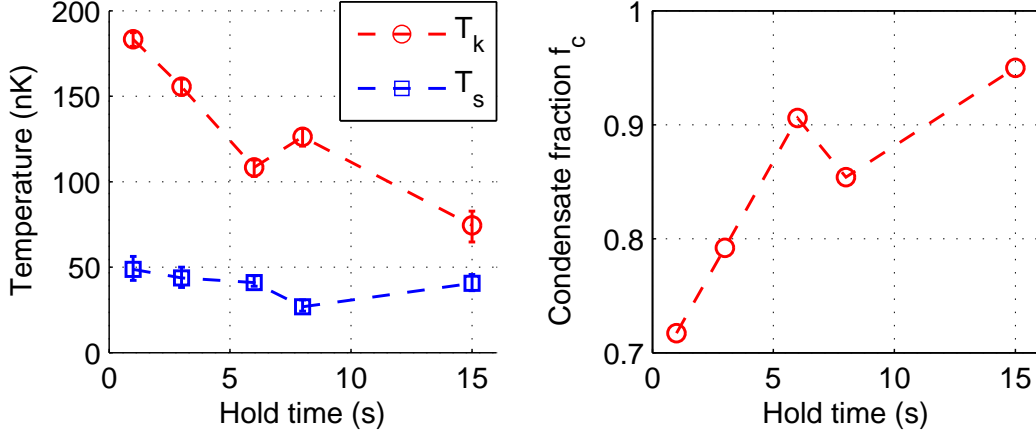 Temperature (nK)
200
150
100
50
0
0 5 10 15
Hold time (s)
T_k
T_s
Condensate fraction f_c
1
0.9
0.8
0.7
0 5 10 15
Hold time (s)